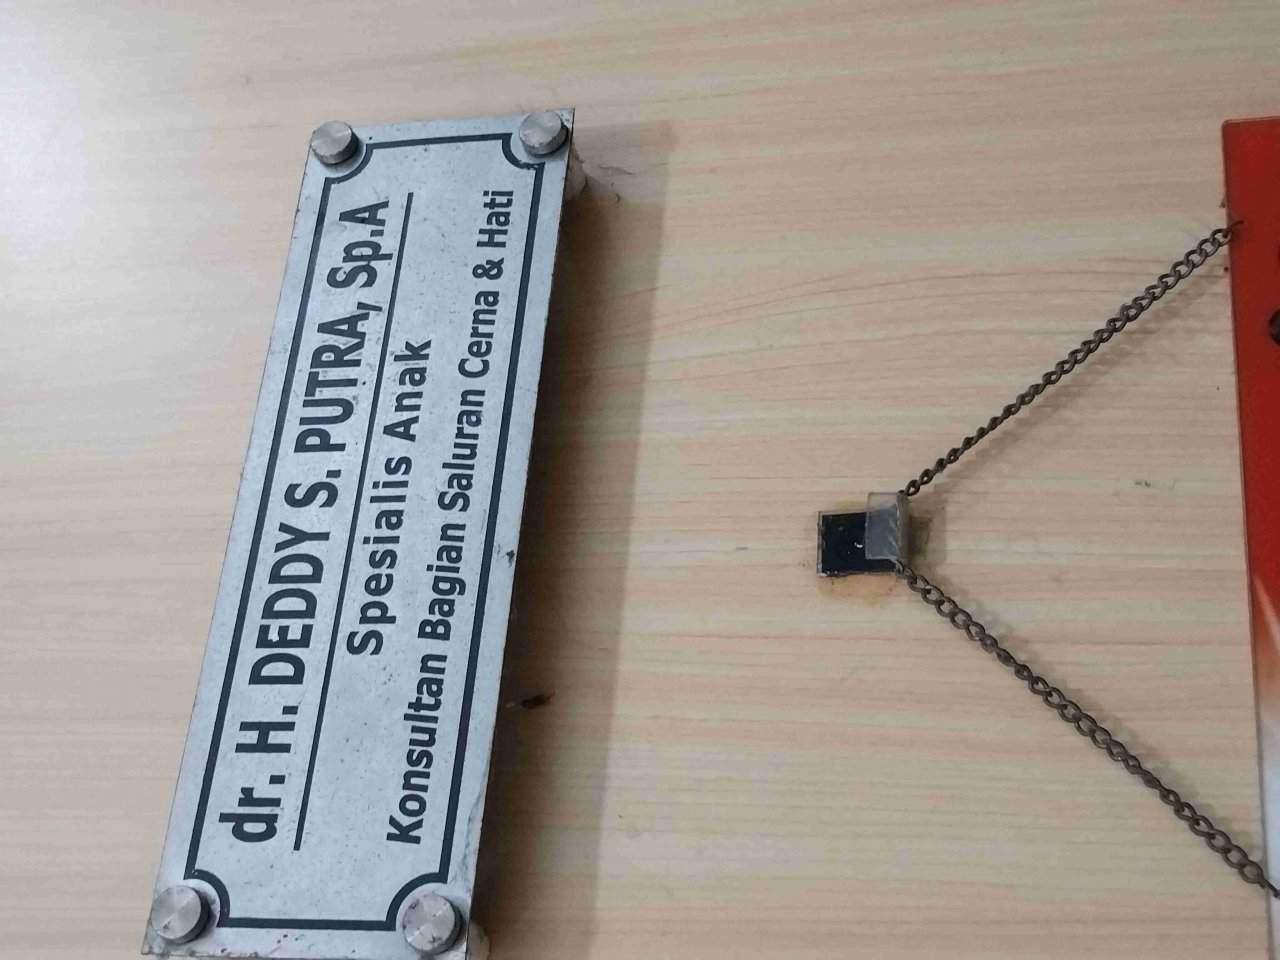 dr. H. DEDDY S. PUTRA, Sp.A
Spesialis Anak
Konsultan Bagian Saluran Cerna & Hati